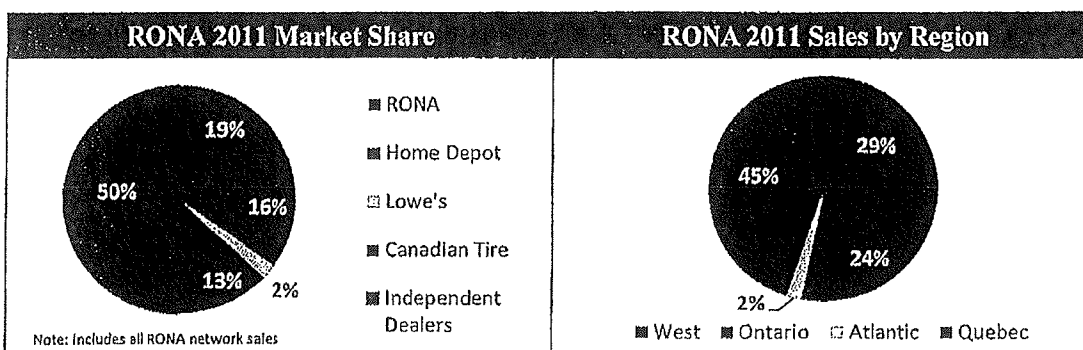 RONA 2011 Market Share
19%
50%
16%
13%
2%
RONA
Home Depot
Lowe's
Canadian Tire
Independent
Dealers
Note: Includes all RONA network sales
RONA 2011 Sales by Region
29%
45%
24%
2%
West Ontario Atlantic Quebec